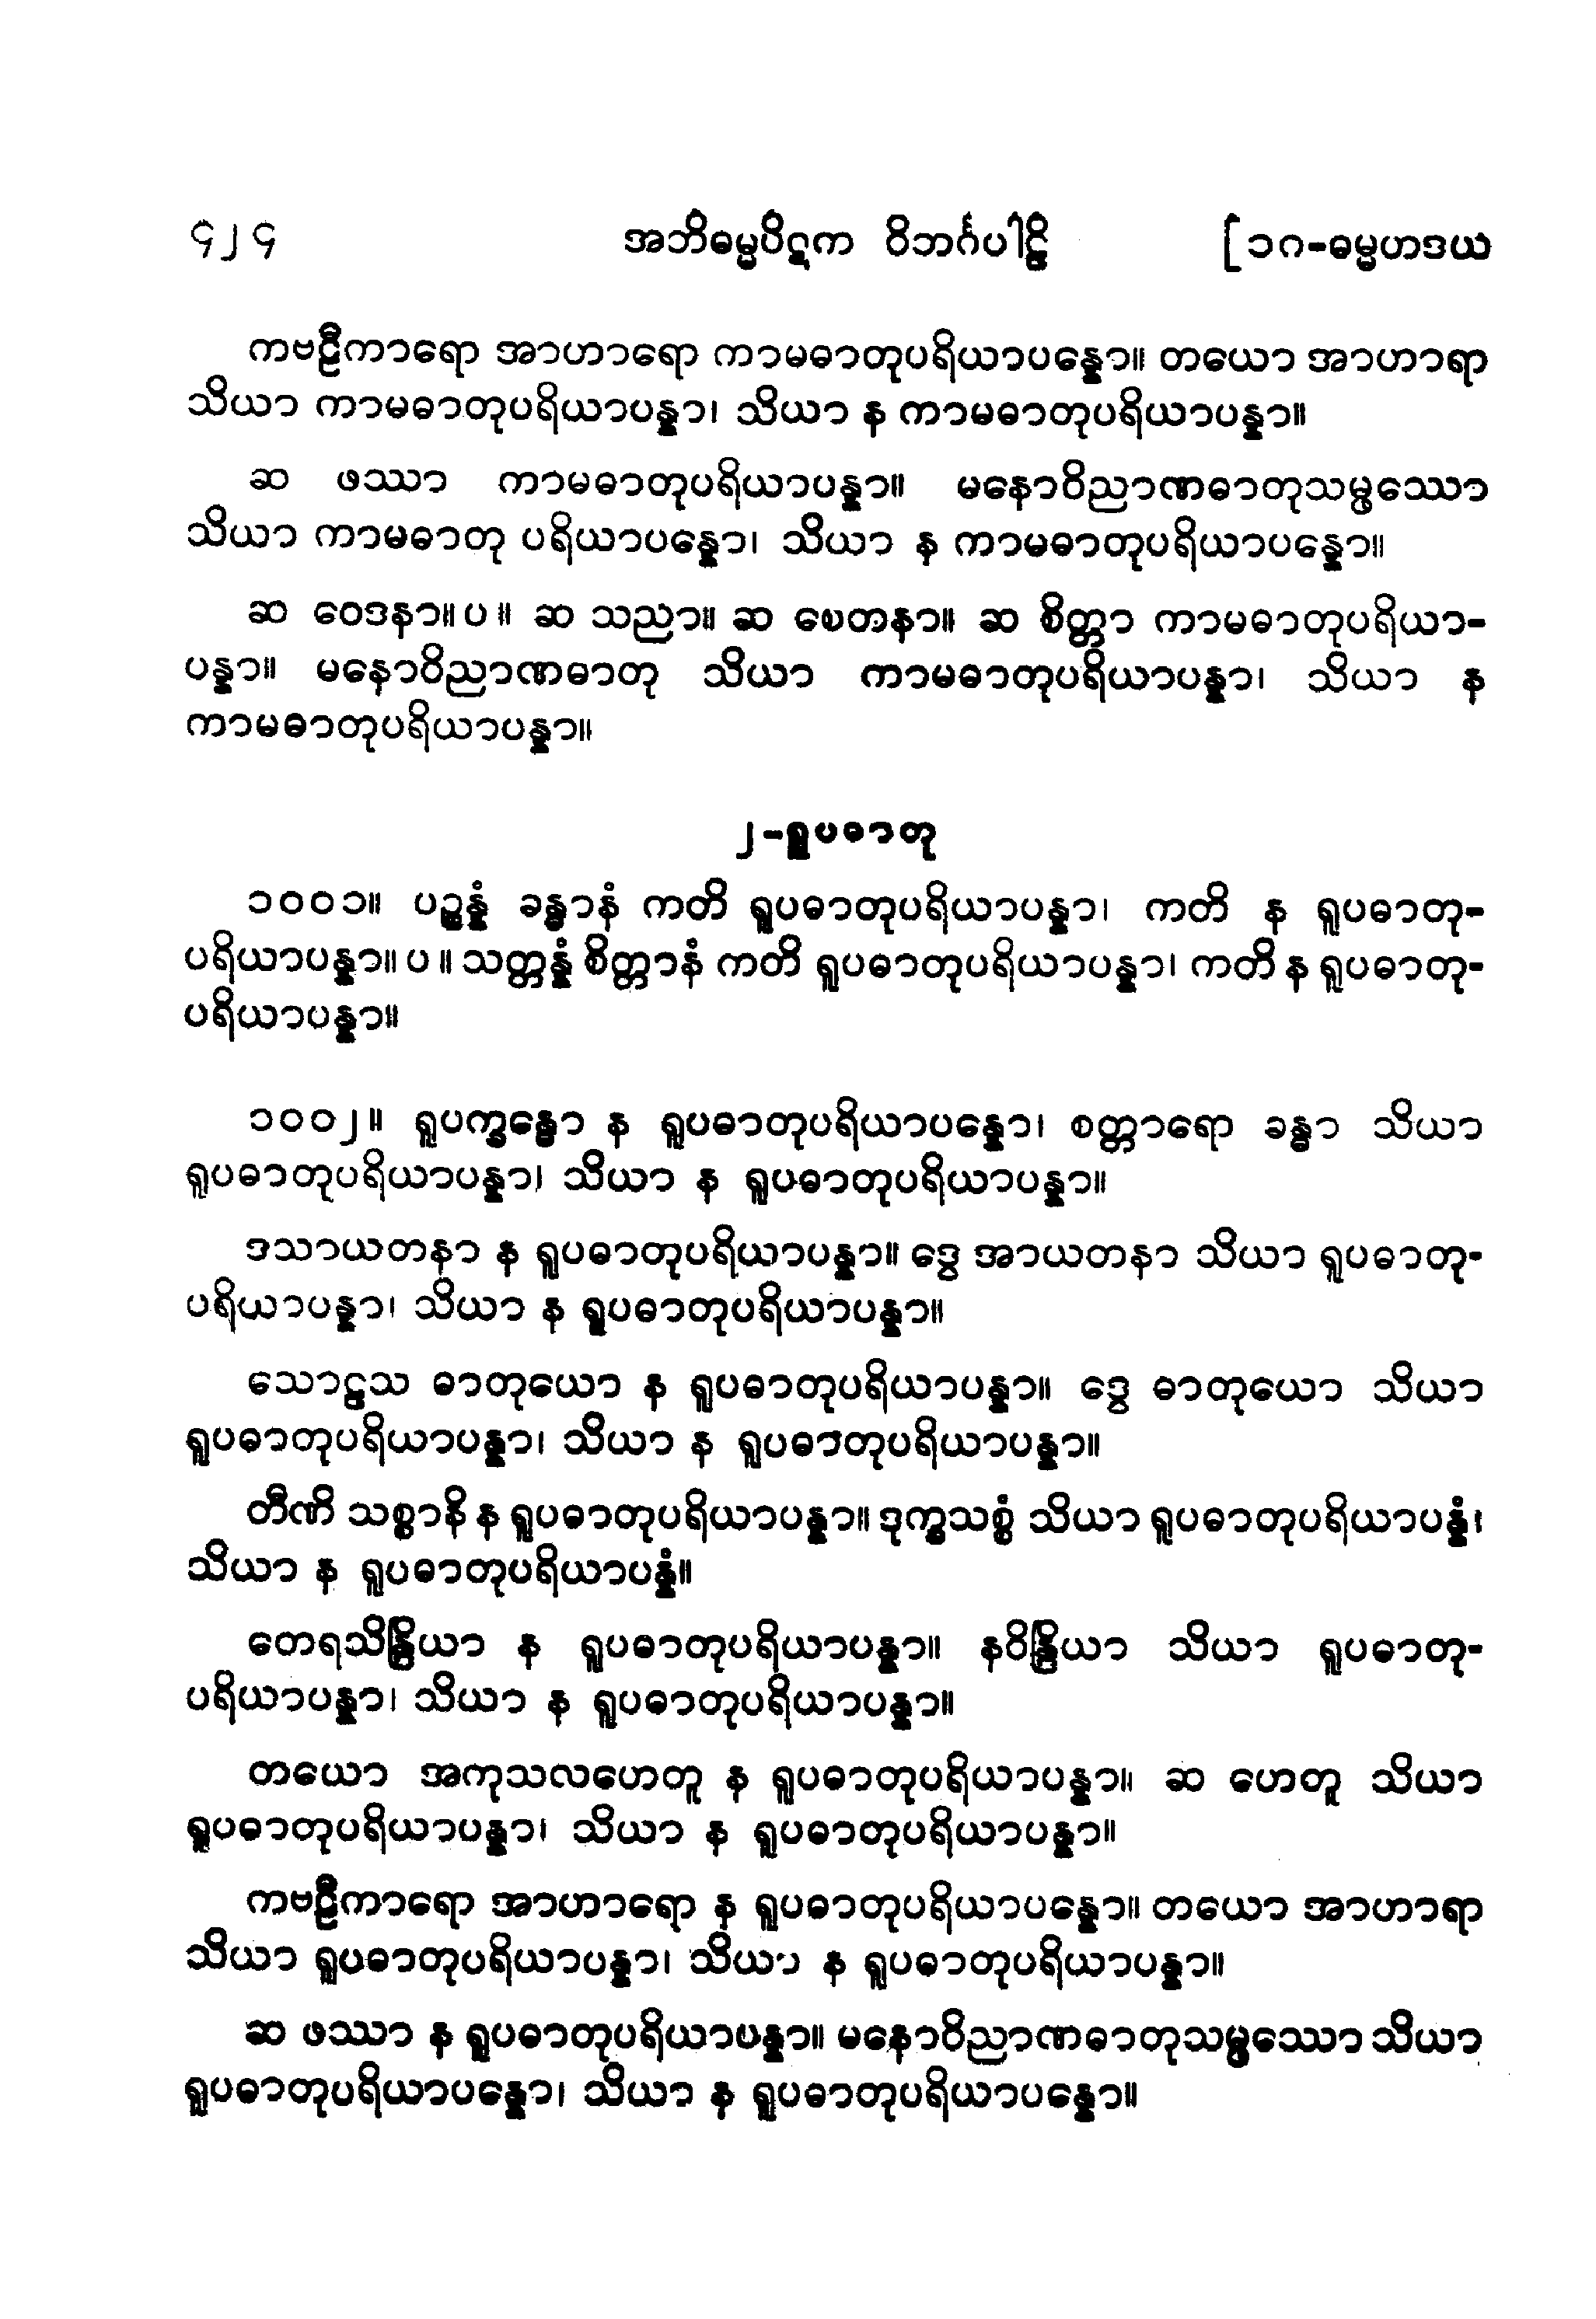 ၄၂၄ အဘိဓမ္မပိဋက ဝိဘင်္ဂပါဠိ [၁၈-ဓမ္မဟဒယ
ကဗဠီကာရော အာဟာရော ကာမဓာတုပရိယာပန္နော။ တယော အာဟာရာ
သိယာ ကာမဓာတုပရိယာပန္နာ၊ သိယာ န ကာမဓာတုပရိယာပန္နာ။
ဆ ဖဿာ ကာမဓာတုပရိယာပန္နာ။ မနောဝိညာဏဓာတုသမ္ဖဿော
သိယာ ကာမဓာတု ပရိယာပန္နော၊ သိယာ န ကာမဓာတုပရိယာပန္နော။
ဆ ဝေဒနာ။ပ။ ဆ သညာ။ ဆ စေတနာ။ ဆ စိတ္တာ ကာမဓာတုပရိယာ-
ပန္နာ။ မနောဝိညာဏဓာတု သိယာ ကာမဓာတုပရိယာပန္နာ၊ သိယာ န
ကာမဓာတုပရိယာပန္နာ။
၂-ရူပဓာတု
၁၀၀၁။ ပဉ္စန္နံ ခန္ဓာနံ ကတိ ရူပဓာတုပရိယာပန္နာ၊ ကတိ န ရူပဓာတု-
ပရိယာပန္နာ။ပ။ သတ္တန္နံ စိတ္တာနံ ကတိ ရူပဓာတုပရိယာပန္နာ၊ ကတိ န ရူပဓာတု-
ပရိယာပန္နာ။
၁၀၀၂။ ရူပက္ခန္ဓော န ရူပဓာတုပရိယာပန္နော၊ စတ္တာရော ခန္ဓာ သိယာ
ရူပဓာတုပရိယာပန္နာ၊ သိယာ န ရူပဓာတုပရိယာပန္နာ။
ဒသာယတနာ န ရူပဓာတုပရိယာပန္နာ။ ဒွေ အာယတနာ သိယာ ရူပဓာတု-
ပရိယာပန္နာ၊ သိယာ န ရူပဓာတုပရိယာပန္နာ။
သောဠသ ဓာတုယော န ရူပဓာတုပရိယာပန္နာ။ ဒွေ ဓာတုယော သိယာ
ရူပဓာတုပရိယာပန္နာ၊ သိယာ န ရူပဓာတုပရိယာပန္နာ။
တီဏိ သစ္စာနိ န ရူပဓာတုပရိယာပန္နာ။ ဒုက္ခသစ္စံ သိယာ ရူပဓာတုပရိယာပန္နံ၊
သိယာ န ရူပဓာတုပရိယာပန္နံ။
တေရသိန္ဒြိယာ န ရူပဓာတုပရိယာပန္နာ။ နဝိန္ဒြိယာ သိယာ ရူပဓာတု-
ပရိယာပန္နာ၊ သိယာ န ရူပဓာတုပရိယာပန္နာ။
တယော အကုသလဟေတူ န ရူပဓာတုပရိယာပန္နာ။ ဆ ဟေတူ သိယာ
ရူပဓာတုပရိယာပန္နာ၊ သိယာ န ရူပဓာတုပရိယာပန္နာ။
ကဗဠီကာရော အာဟာရော န ရူပဓာတုပရိယာပန္နော။ တယော အာဟာရာ
သိယာ ရူပဓာတုပရိယာပန္နာ၊ သိယာ န ရူပဓာတုပရိယာပန္နာ။
ဆ ဖဿာ န ရူပဓာတုပရိယာပန္နာ။ မနောဝိညာဏဓာတုသမ္ဖဿော သိယာ
ရူပဓာတုပရိယာပန္နော၊ သိယာ န ရူပဓာတုပရိယာပန္နော။